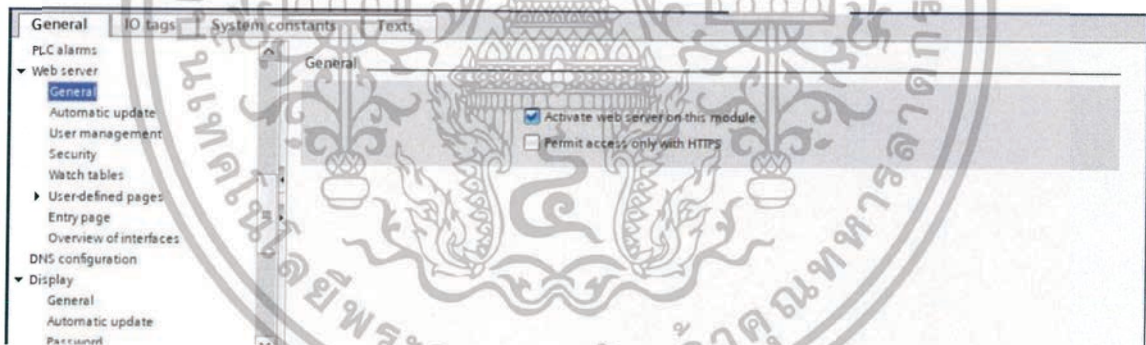 General IO tags System constants Texts
PLC alarms
Web server
General
Automatic update
User management
Security
Watch tables
User-defined pages
Entry page
Overview of interfaces
DNS configuration
Display
General
Automatic update
Password
General
Activate web server on this module
Permit access only with HTTPS